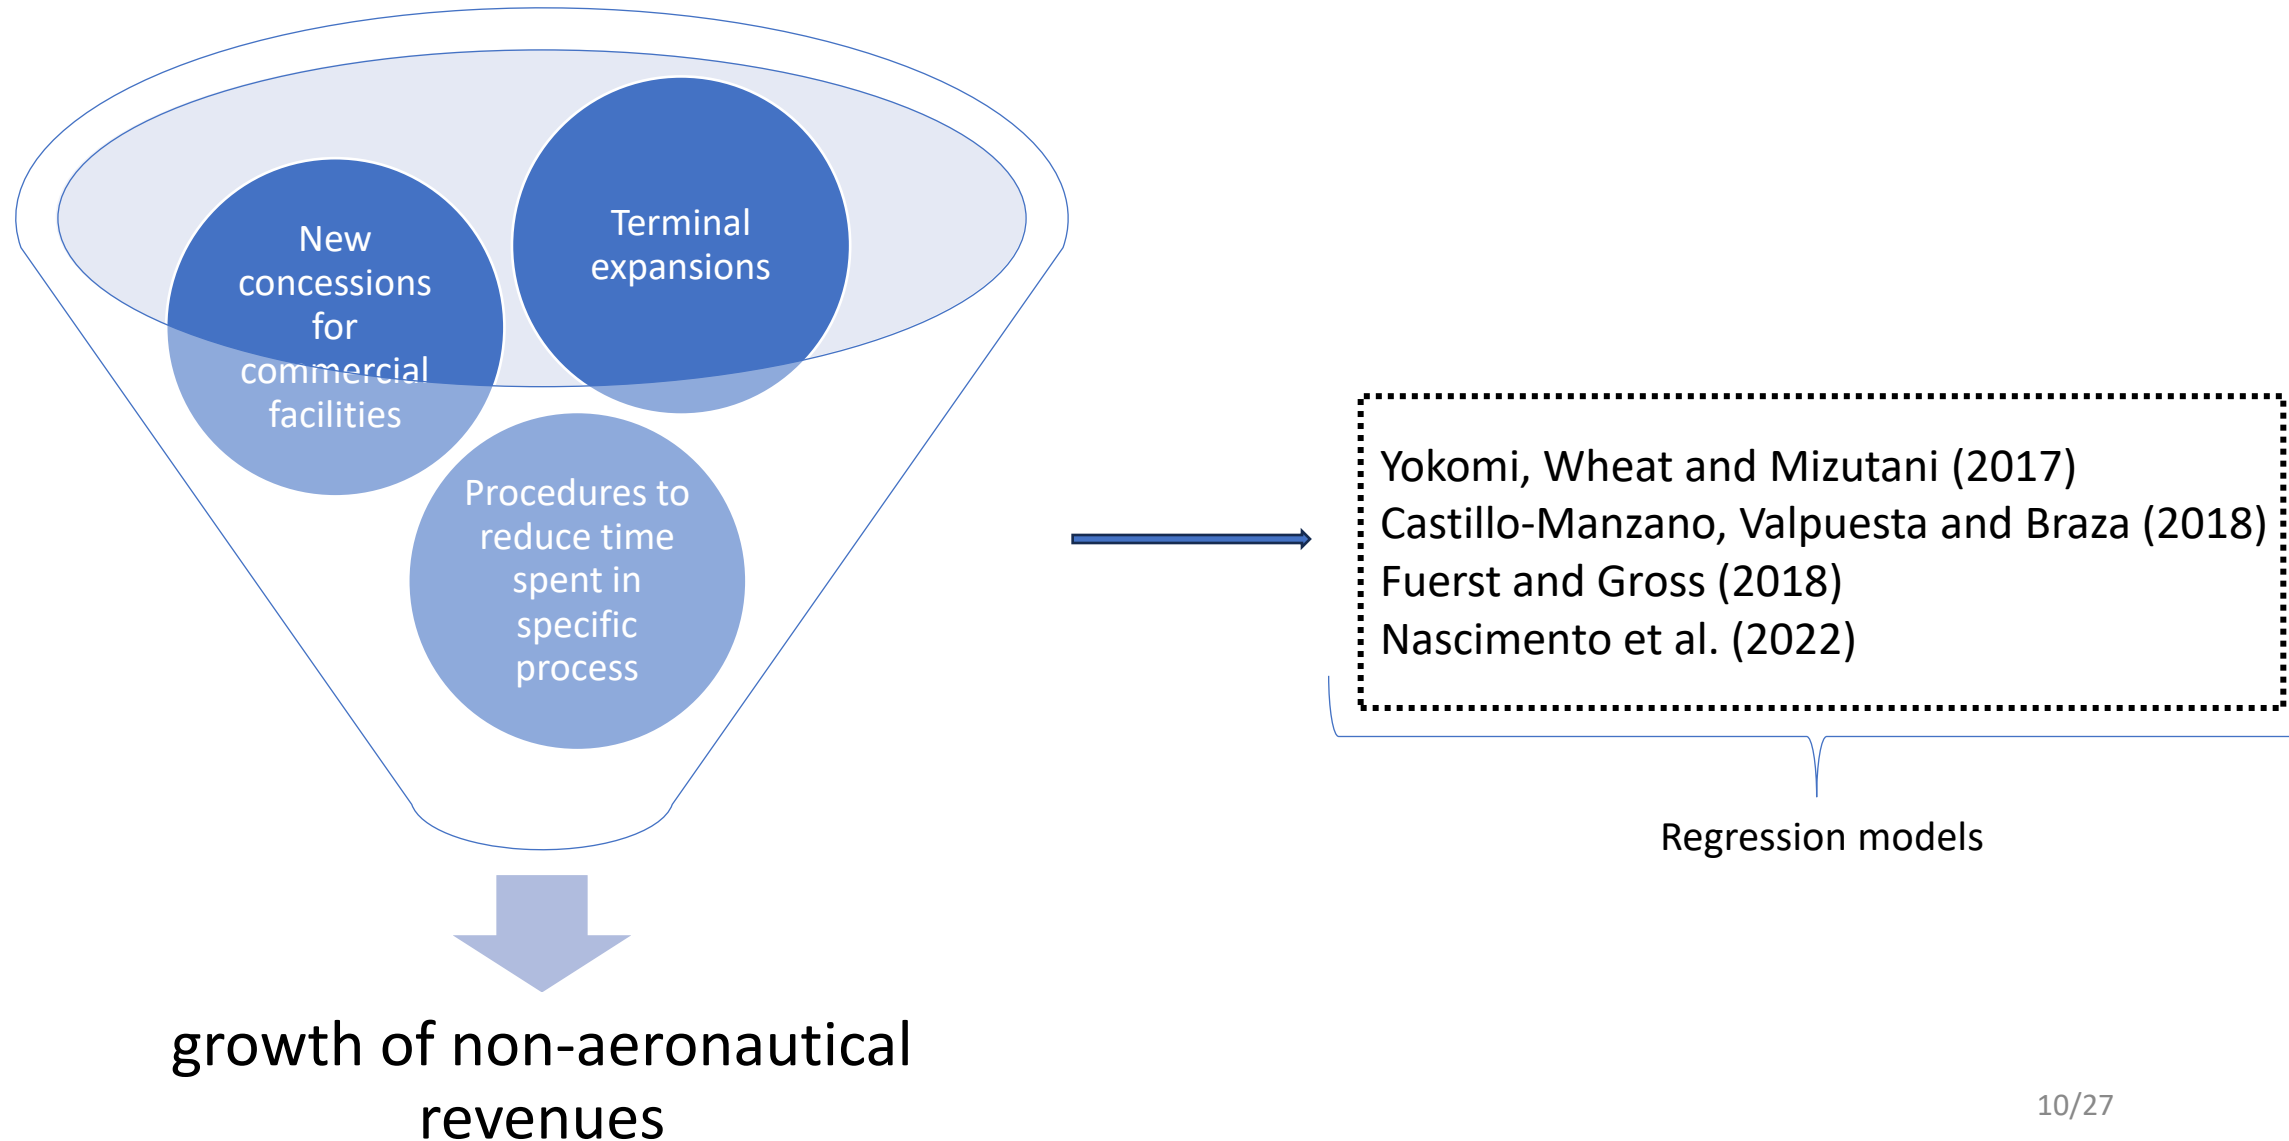 New
concessions
for
commercial
facilities
Terminal
expansions
Procedures to
reduce time
spent in
specific
process
growth of non-aeronautical
revenues
Yokomi, Wheat and Mizutani (2017)
Castillo-Manzano, Valpuesta and Braza (2018)
Fuerst and Gross (2018)
Nascimento et al. (2022)
Regression models
10/27